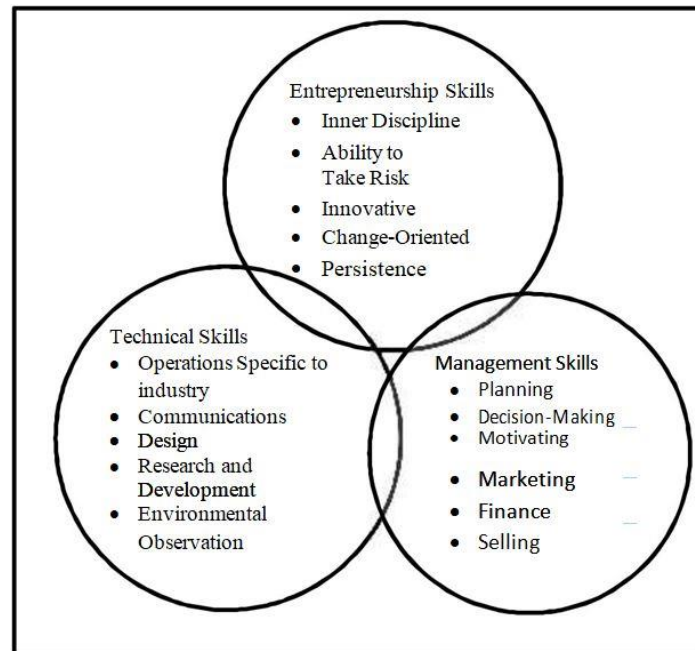 Entrepreneurship Skills
• Inner Discipline
• Ability to
Take Risk
• Innovative
• Change-Oriented
• Persistence
Technical Skills
• Operations Specific to
industry
• Communications
• Design
• Research and
Development
• Environmental
Observation
Management Skills
• Planning
• Decision-Making
• Motivating
• Marketing
• Finance
• Selling